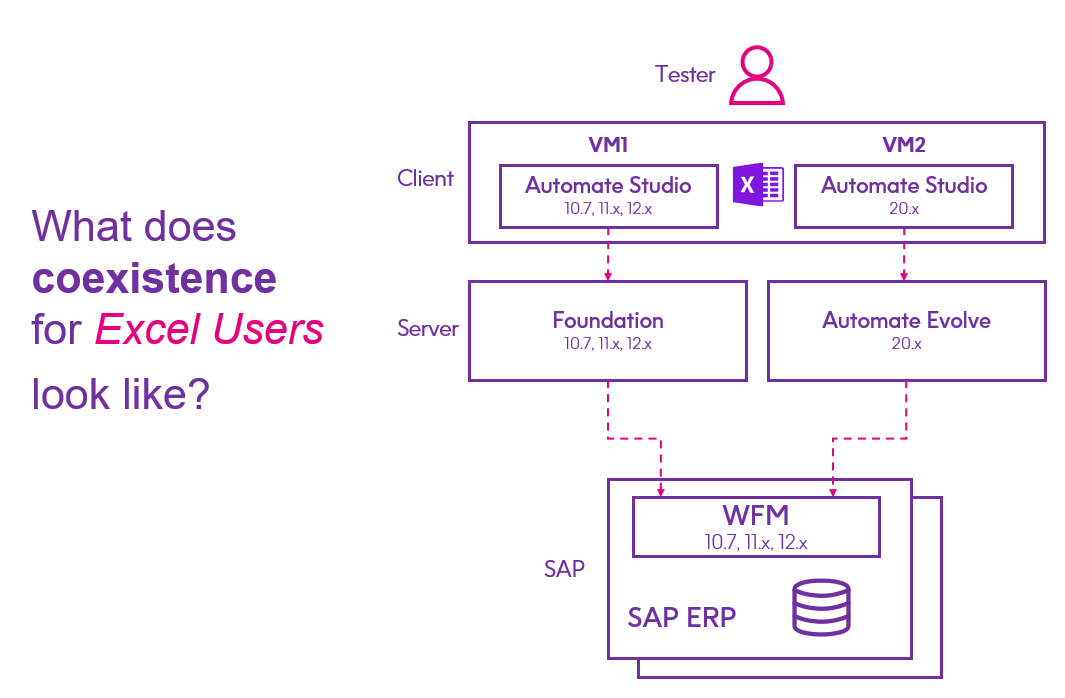 What does
coexistence
for Excel Users
look like?
Tester
Client
VM1
Automate Studio
10.7, 11.x, 12.x
X
VM2
Automate Studio
20.x
Server
Foundation
10.7, 11.x, 12.x
Automate Evolve
20.x
SAP
WFM
10.7, 11.x, 12.x
SAP ERP